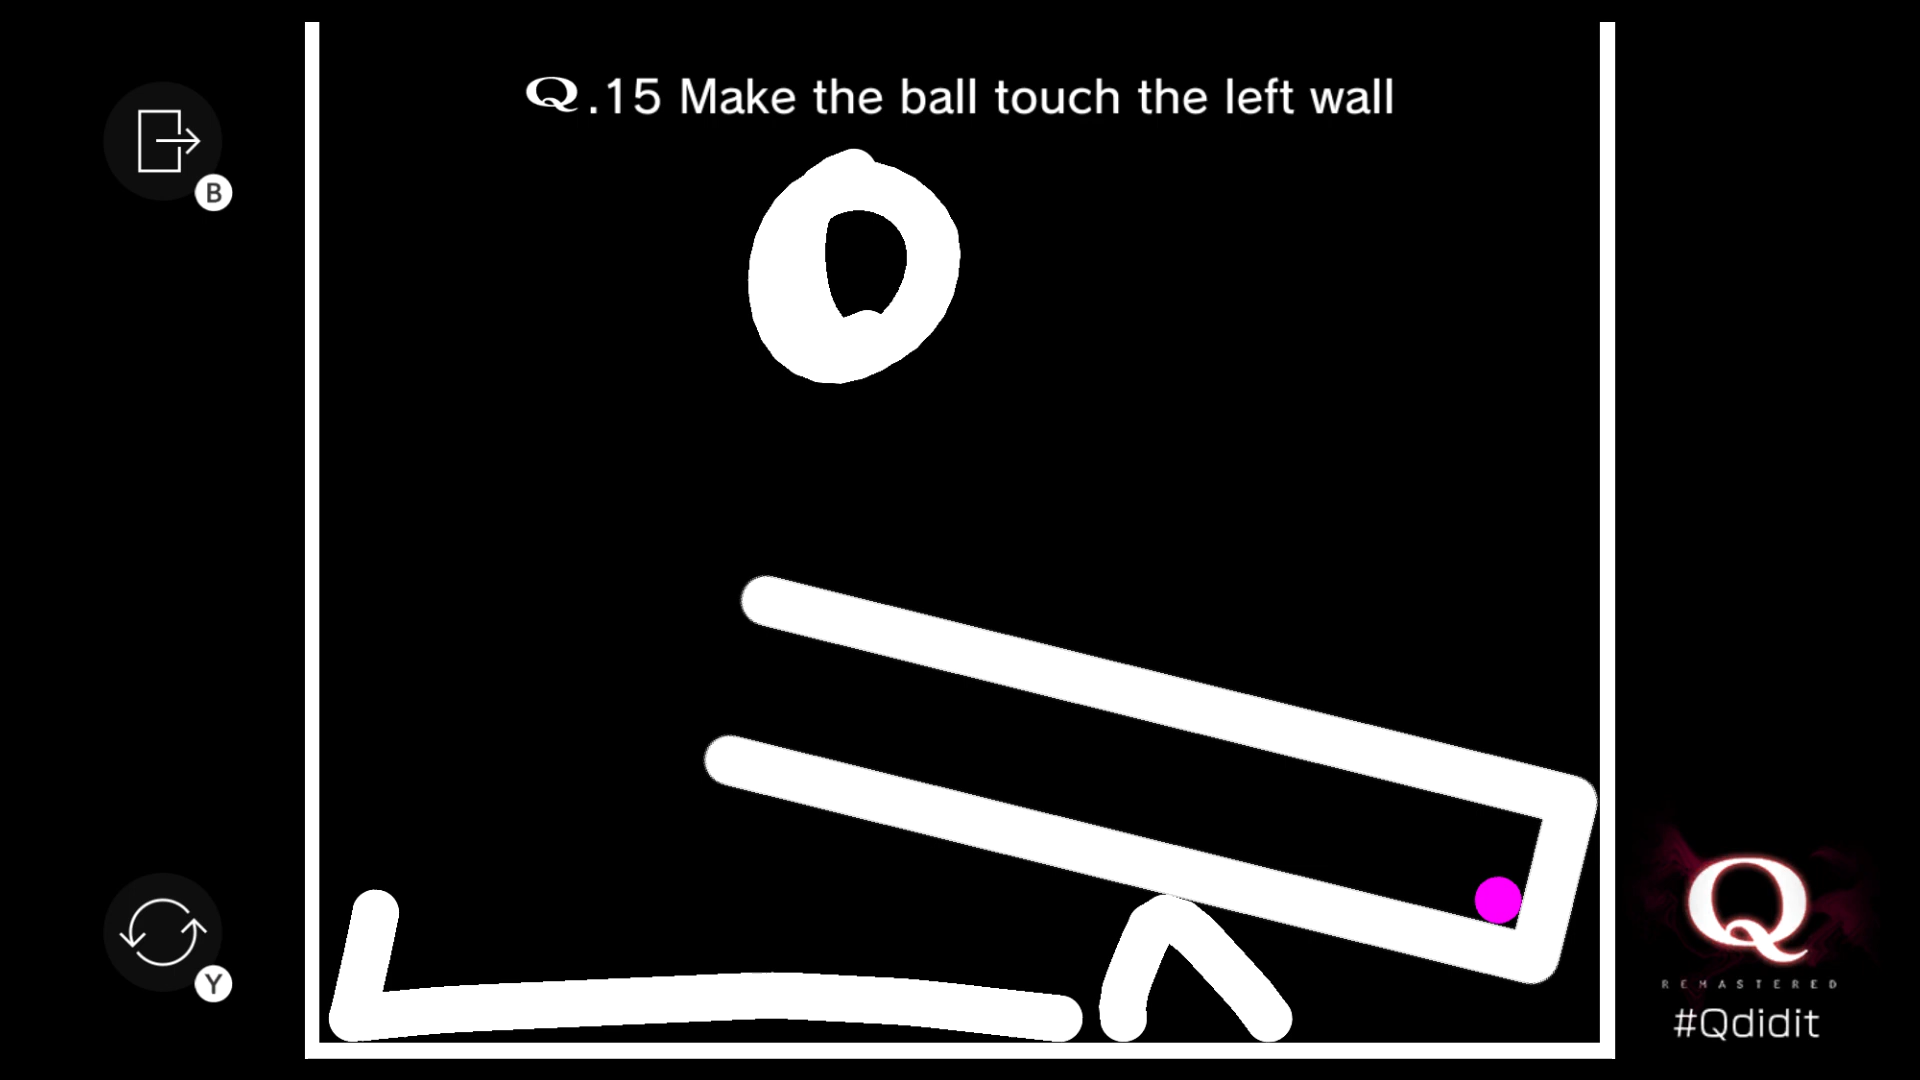 Q.15 Make the ball touch the left wall
B
Y
Q
REMASTERED
#Qdidit